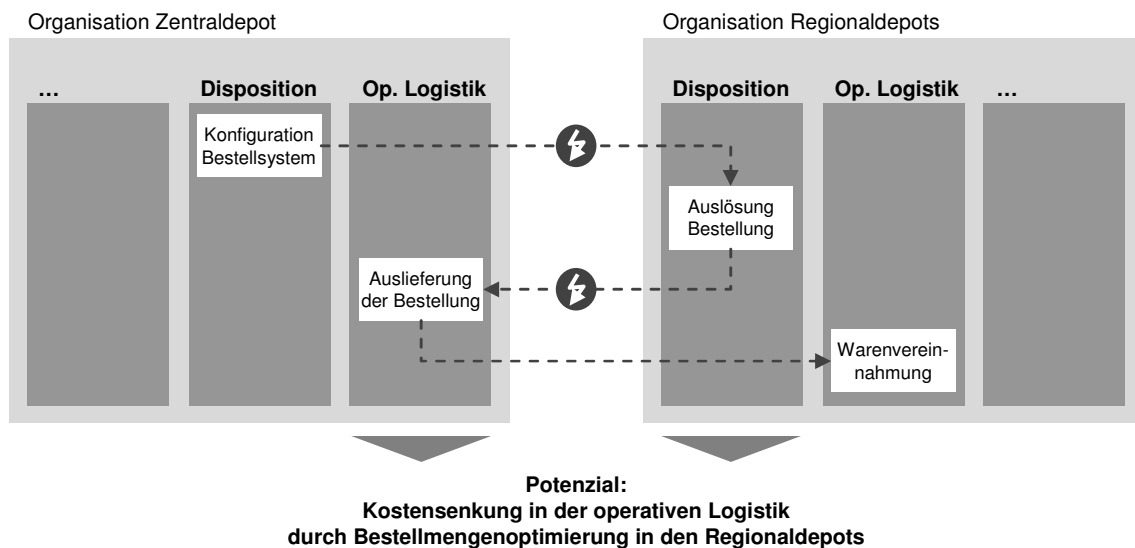 Organisation Zentraldepot
Organisation Regionaldepots
...
Disposition
Op. Logistik
Disposition
Op. Logistik
...
Konfiguration
Bestellsystem
Auslösung
Bestellung
Auslieferung
der Bestellung
Warenverein-
nahmung
Potenzial:
Kostensenkung in der operativen Logistik
durch Bestellmengenoptimierung in den Regionaldepots